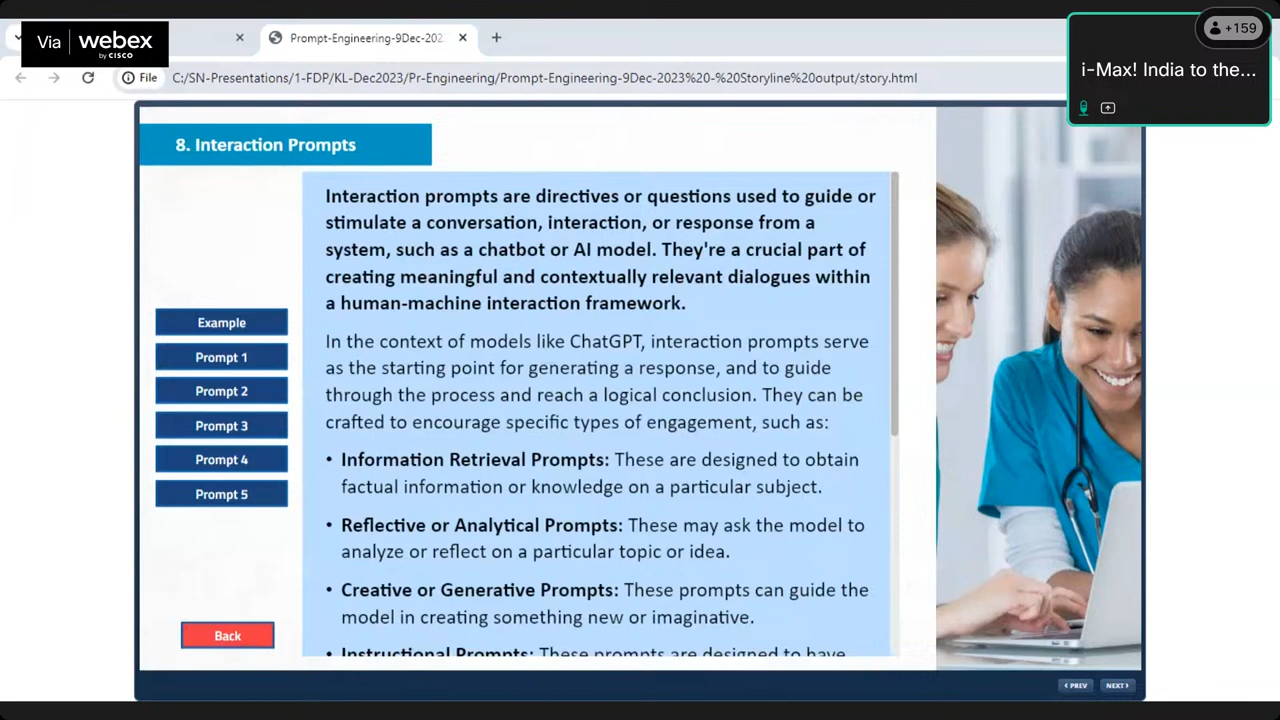 Via webex
by CISCO
Prompt-Engineering-9Dec-202
+159
i-Max! India to the...
File C:/SN-Presentations/1-FDP/KL-Dec2023/Pr-Engineering/Prompt-Engineering-9Dec-2023%20-%20Storyline%20output/story.html
8. Interaction Prompts
Interaction prompts are directives or questions used to guide or
stimulate a conversation, interaction, or response from a
system, such as a chatbot or AI model. They're a crucial part of
creating meaningful and contextually relevant dialogues within
a human-machine interaction framework.
In the context of models like ChatGPT, interaction prompts serve
as the starting point for generating a response, and to guide
through the process and reach a logical conclusion. They can be
crafted to encourage specific types of engagement, such as:
• Information Retrieval Prompts: These are designed to obtain
factual information or knowledge on a particular subject.
• Reflective or Analytical Prompts: These may ask the model to
analyze or reflect on a particular topic or idea.
• Creative or Generative Prompts: These prompts can guide the
model in creating something new or imaginative.
Instructional Prompts: These prompts are designed to have
Example
Prompt 1
Prompt 2
Prompt 3
Prompt 4
Prompt 5
Back
PREV
NEXT